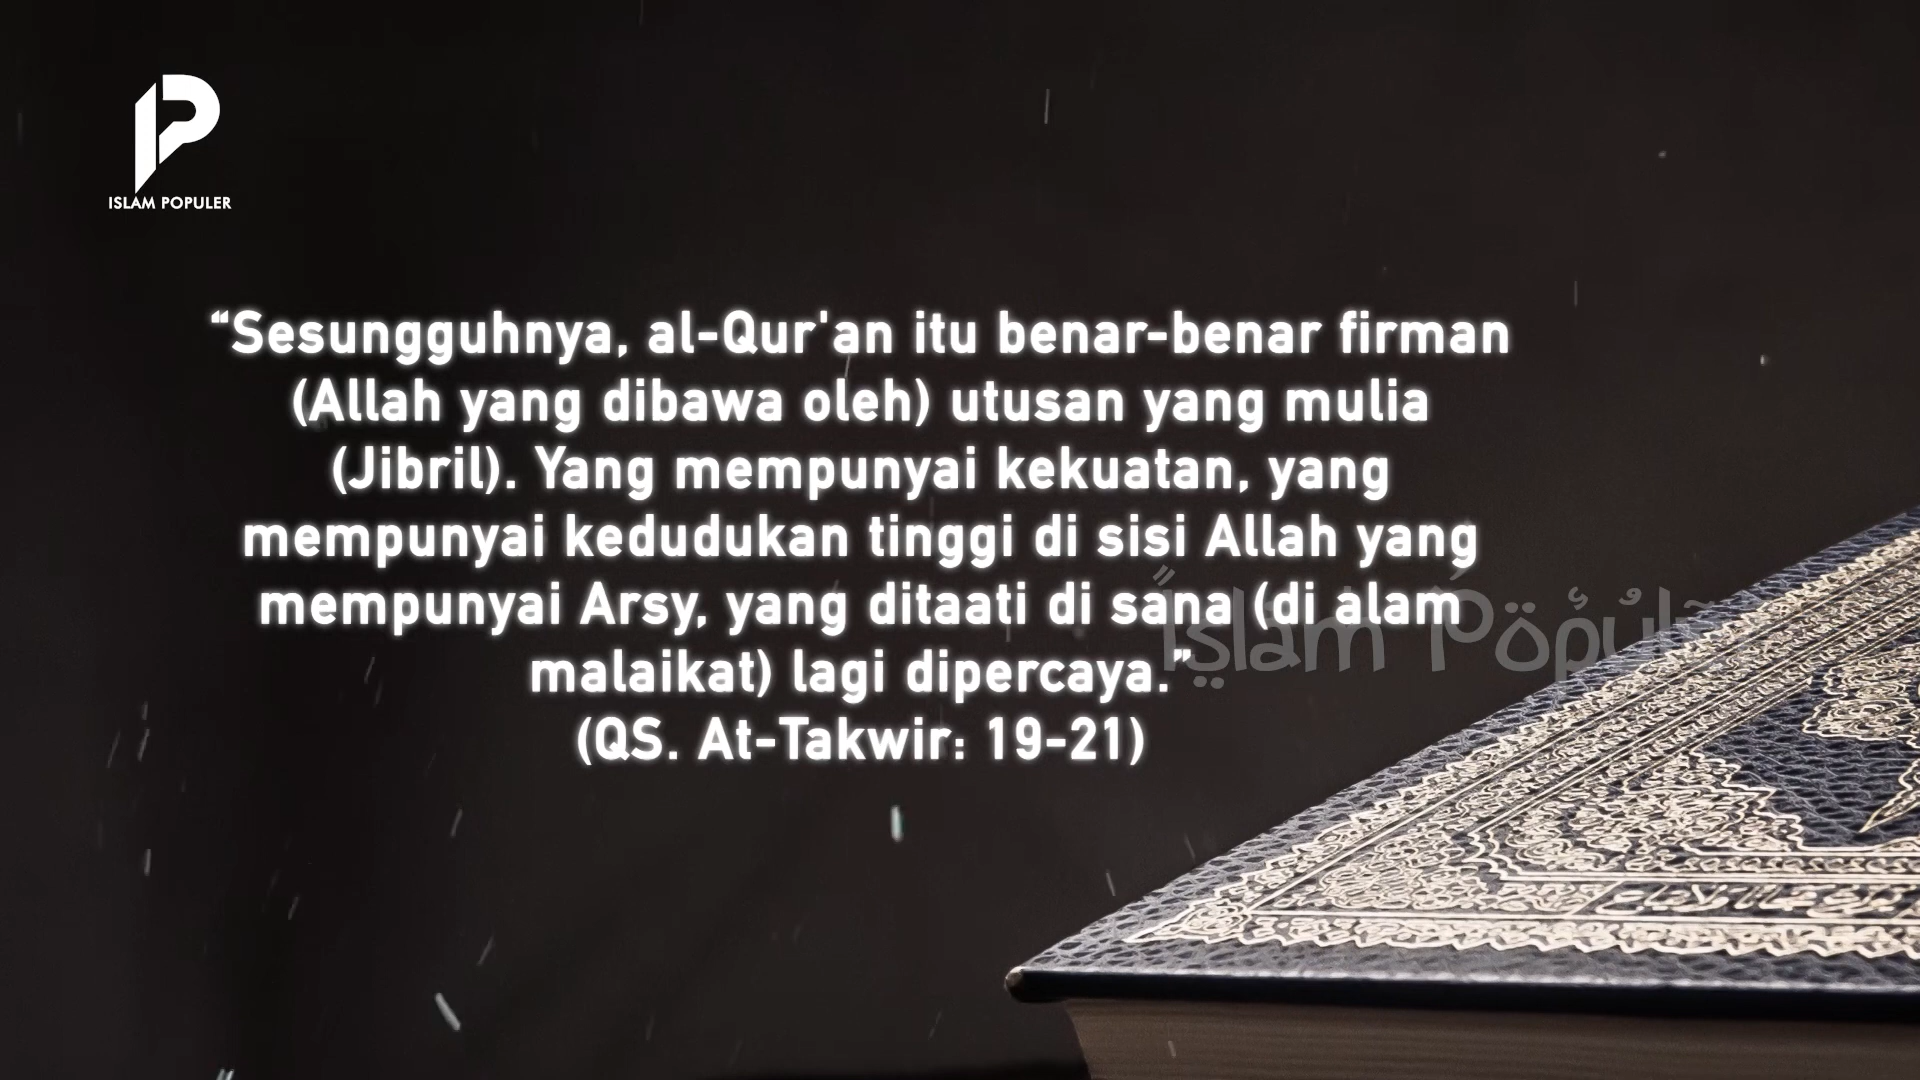 ISLAM POPULER
“Sesungguhnya, al-Qur'an itu benar-benar firman
(Allah yang dibawa oleh) utusan yang mulia
(Jibril). Yang mempunyai kekuatan, yang
mempunyai kedudukan tinggi di sisi Allah yang
mempunyai Arsy, yang ditaati di sana (di alam
malaikat) lagi dipercaya.”
(QS. At-Takwir: 19-21)
Islam